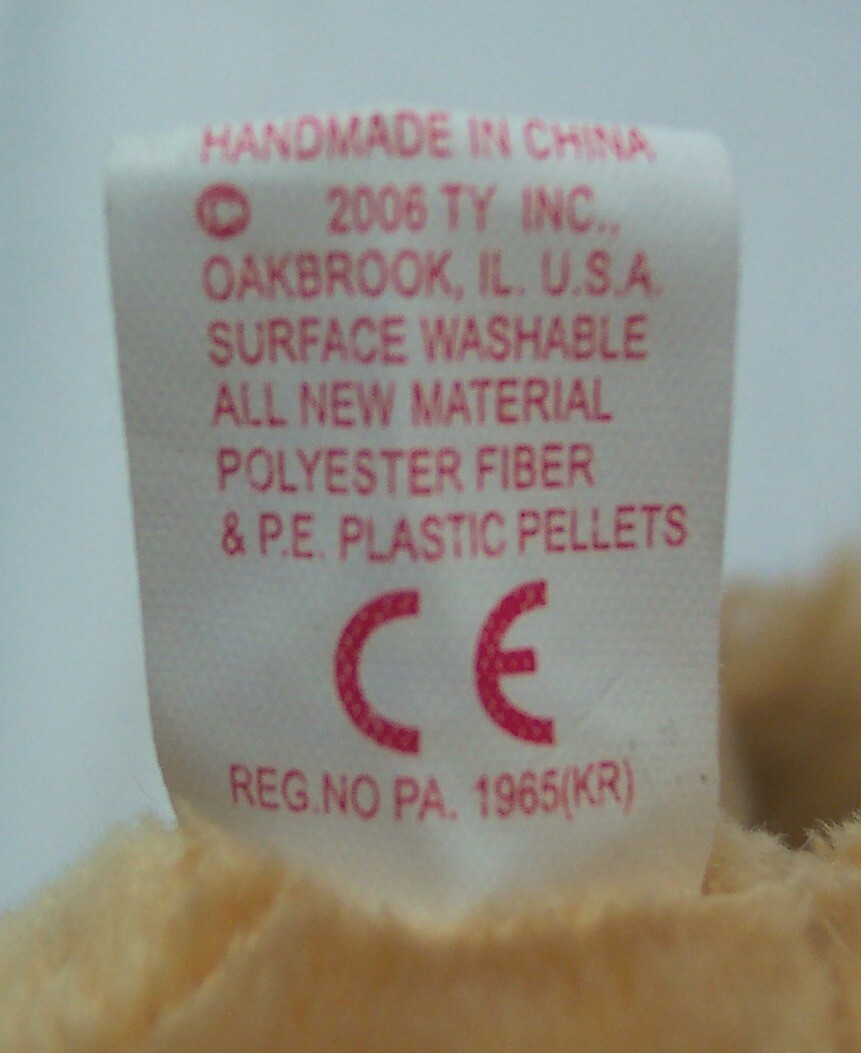 HANDMADE IN CHINA
© 2006 TY INC.,
OAKBROOK, IL. U.S.A.
SURFACE WASHABLE
ALL NEW MATERIAL
POLYESTER FIBER
& P.E. PLASTIC PELLETS
CE
REG.NO PA. 1965(KR)